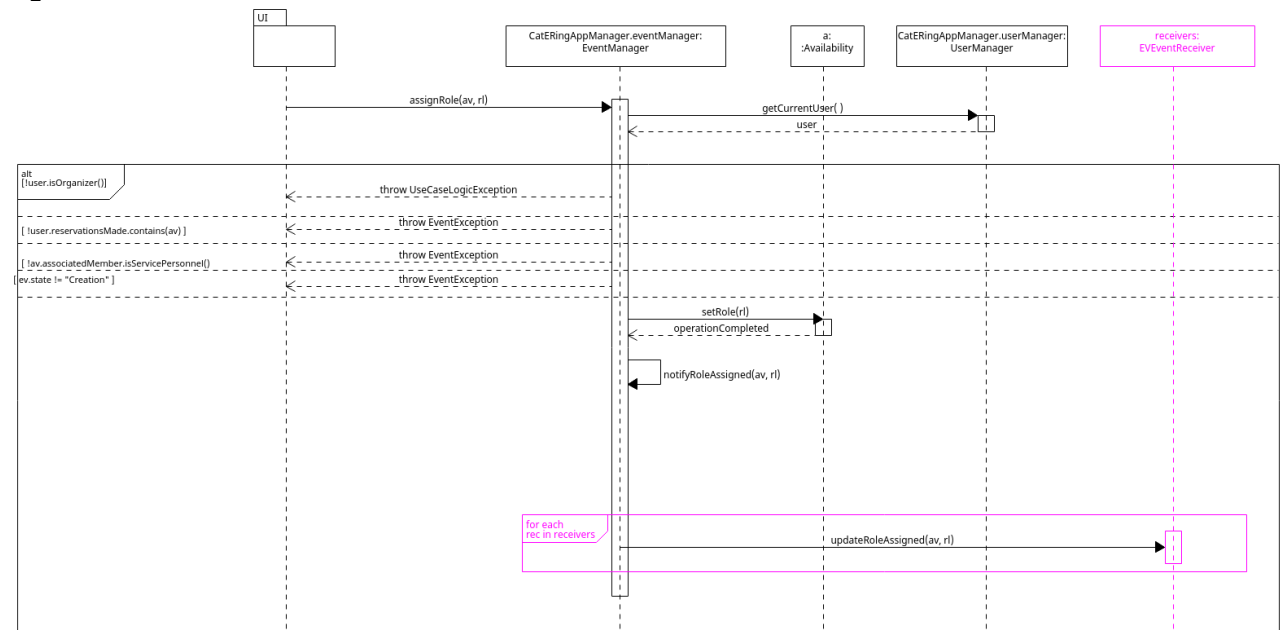 UI
CatERingAppManager.eventManager:
EventManager
a:
:Availability
CatERingAppManager.userManager:
UserManager
receivers:
EVEventReceiver
assignRole(av, rl)
getCurrentUser( )
user
alt
[!user.isOrganizer()]
throw UseCaseLogicException
throw EventException
[ !user.reservationsMade.contains(av) ]
throw EventException
[ !av.associatedMember.isServicePersonnel()
throw EventException
[ ev.state != "Creation" ]
setRole(rl)
operationCompleted
notifyRoleAssigned(av, rl)
for each
rec in receivers
updateRoleAssigned(av, rl)